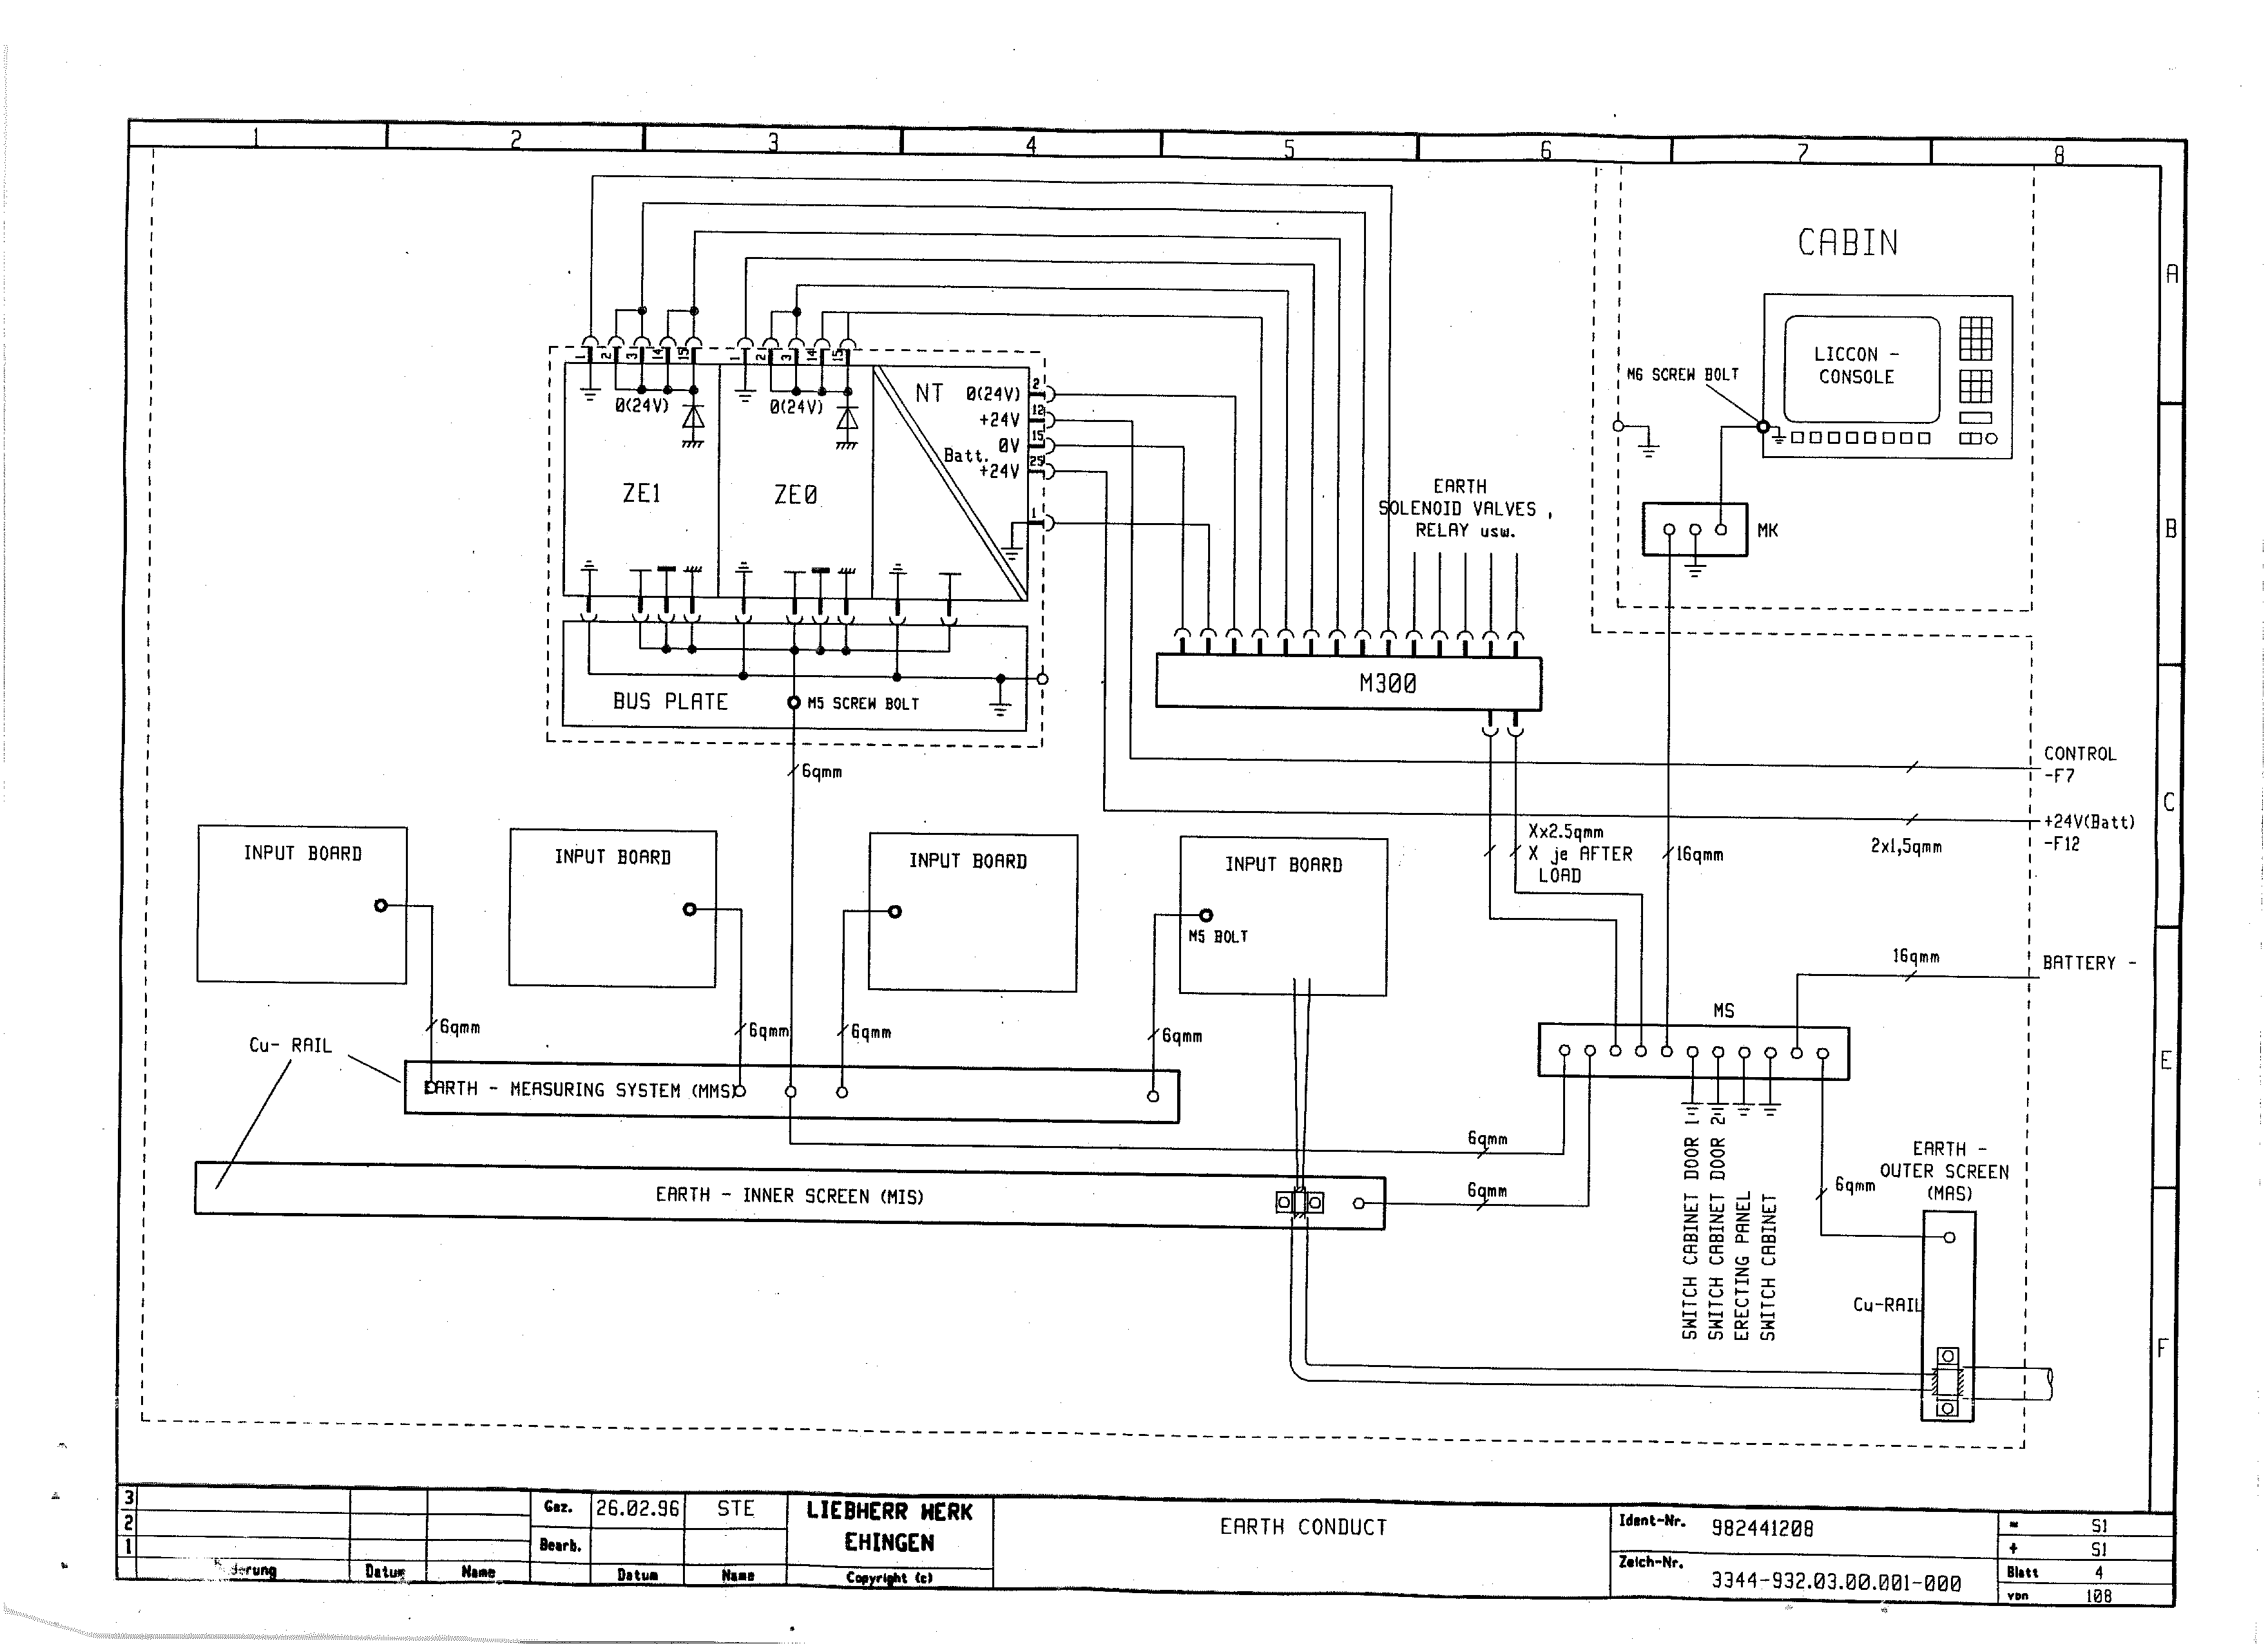 1 2 3 4 5 6 7 8
A
B
C
E
F
CABIN
LICCON -
CONSOLE
M6 SCREW BOLT
MK
1 2 3 14 15 1 2 3 14 15
0(24V) 0(24V)
NT
0(24V) 2
+24V 12
0V 15
Batt.
+24V 25
1
ZE1 ZE0
EARTH
SOLENOID VALVES ,
RELAY usw.
M300
BUS PLATE
M5 SCREW BOLT
6qmm
CONTROL
-F7
+24V(Batt)
-F12
2x1,5qmm
Xx2.5qmm
X je AFTER
LOAD
16qmm
INPUT BOARD INPUT BOARD INPUT BOARD INPUT BOARD
M5 BOLT
16qmm
BATTERY -
MS
6qmm 6qmm 6qmm 6qmm
Cu- RAIL
EARTH - MEASURING SYSTEM (MMS)
6qmm
EARTH - INNER SCREEN (MIS)
6qmm
SWITCH CABINET DOOR 1
SWITCH CABINET DOOR 2
ERECTING PANEL
SWITCH CABINET
6qmm
EARTH -
OUTER SCREEN
(MAS)
Cu-RAIL
3
2
1
Datum Name
Gez. 26.02.96 STE
Bearb.
Datum Name
LIEBHERR WERK
EHINGEN
Copyright (c)
EARTH CONDUCT
Ident-Nr. 982441208
Zeich-Nr. 3344-932.03.00.001-000
= S1
+ S1
Blatt 4
von 108